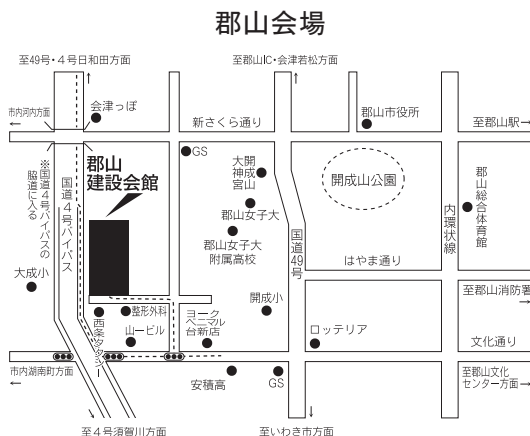 郡山会場
至49号・4号日和田方面
至郡山IC・会津若松方面
市内河内方面
会津っぽ
新さくら通り
郡山市役所
至郡山駅→
※国道4号バイパスの
脇道に入る
国道4号バイパス
郡山
建設会館
GS
大開
神成
宮山
開成山公園
郡山総合体育館
郡山女子大
郡山女子大
附属高校
国道49号
内環状線
はやま通り
大成小
至郡山消防署
開成小
整形外科
西条タクシー
山一ビル
ヨーク
ベニマル
台新店
ロッテリア
文化通り
市内湖南町方面
安積高
GS
至郡山文化
センター方面→
至4号須賀川方面
至いわき市方面